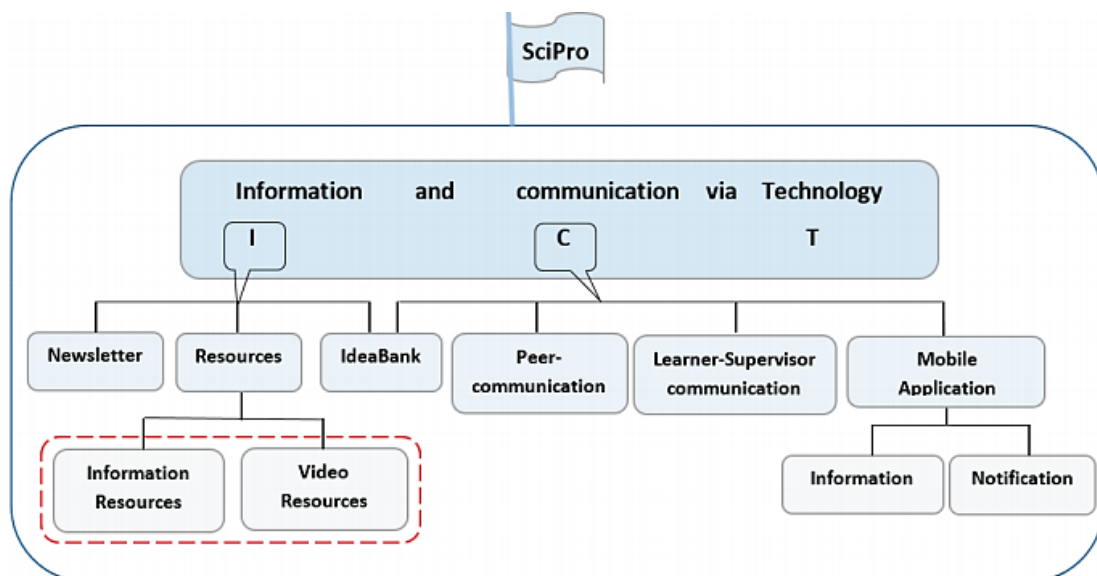 SciPro
Information and communication via Technology
I C T
Newsletter
Resources
IdeaBank
Peer-
communication
Learner-Supervisor
communication
Mobile
Application
Information
Resources
Video
Resources
Information
Notification